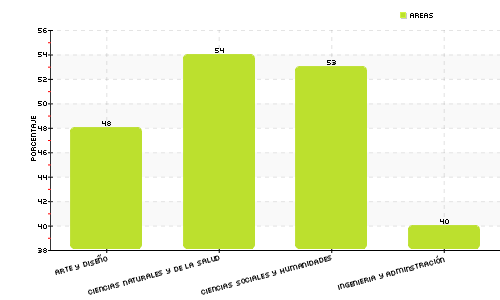 AREAS
56
54
52
50
48
46
44
42
40
38
PORCENTAJE
48
54
53
40
ARTE Y DISEÑO
CIENCIAS NATURALES Y DE LA SALUD
CIENCIAS SOCIALES Y HUMANIDADES
INGENIERIA Y ADMINSTRACIÓN